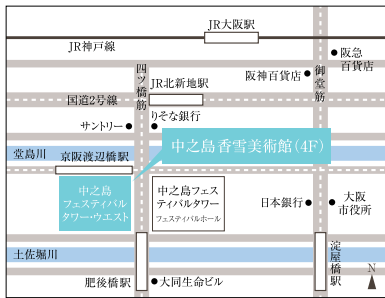 JR大阪駅
JR神戸線
阪急
百貨店
四ツ橋筋
JR北新地駅
阪神百貨店
御堂筋
国道2号線
りそな銀行
サントリー
中之島香雪美術館(4F)
堂島川
京阪渡辺橋駅
中之島
フェスティバル
タワー・ウエスト
中之島フェス
ティバルタワー
フェスティバルホール
日本銀行
大阪
市役所
土佐堀川
淀屋橋駅
肥後橋駅
大同生命ビル
N